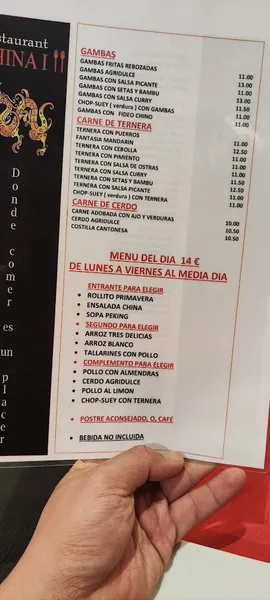 staurant
HINA I
Donde comer es un placer
GAMBAS
GAMBAS FRITAS REBOZADAS
GAMBAS AGRIDULCE 11.00
GAMBAS CON SALSA PICANTE 11.00
GAMBAS CON SETAS Y BAMBU 13.00
GAMBAS CON SALSA CURRY 11.50
CHOP-SUEY ( verdura ) CON GAMBAS 11.00
GAMBAS CON FIDEO CHINO 11.00
CARNE DE TERNERA
TERNERA CON PUERROS
FANTASIA MANDARIN 11.00
TERNERA CON CEBOLLA 12.50
TERNERA CON PIMIENTO 11.00
TERNERA CON SALSA DE OSTRAS 11.00
TERNERA CON SALSA CURRY 11.00
TERNERA CON SETAS Y BAMBU 11.50
TERNERA CON SALSA PICANTE 12.50
CHOP-SUEY ( verdura ) CON TERNERA 11.00
CARNE DE CERDO
CARNE ADOBADA CON AJO Y VERDURAS
CERDO AGRIDULCE 10.00
COSTILLA CANTONESA 10.50
10.50
MENU DEL DIA 14 €
DE LUNES A VIERNES AL MEDIA DIA
ENTRANTE PARA ELEGIR
• ROLLITO PRIMAVERA
• ENSALADA CHINA
• SOPA PEKING
• SEGUNDO PARA ELEGIR
• ARROZ TRES DELICIAS
• ARROZ BLANCO
• TALLARINES CON POLLO
• COMPLEMENTO PARA ELEGIR
• POLLO CON ALMENDRAS
• CERDO AGRIDULCE
• POLLO AL LIMON
• CHOP-SUEY CON TERNERA
• POSTRE ACONSEJADO, O, CAFÉ
• BEBIDA NO INCLUIDA